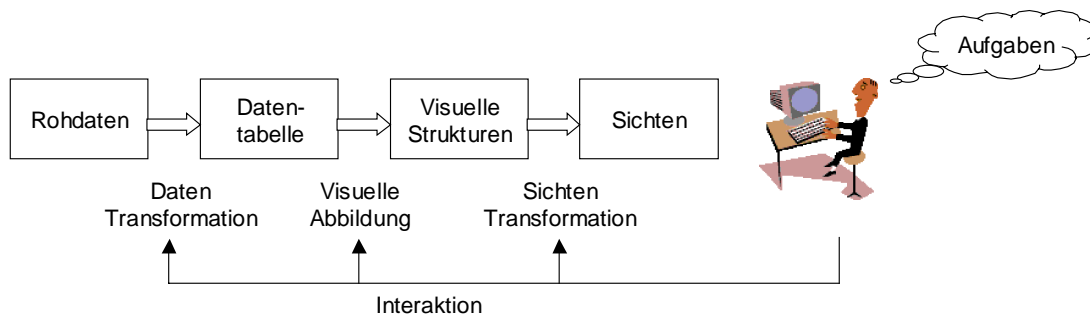 Aufgaben
Rohdaten
Daten-
tabelle
Visuelle
Strukturen
Sichten
Daten
Transformation
Visuelle
Abbildung
Sichten
Transformation
Interaktion